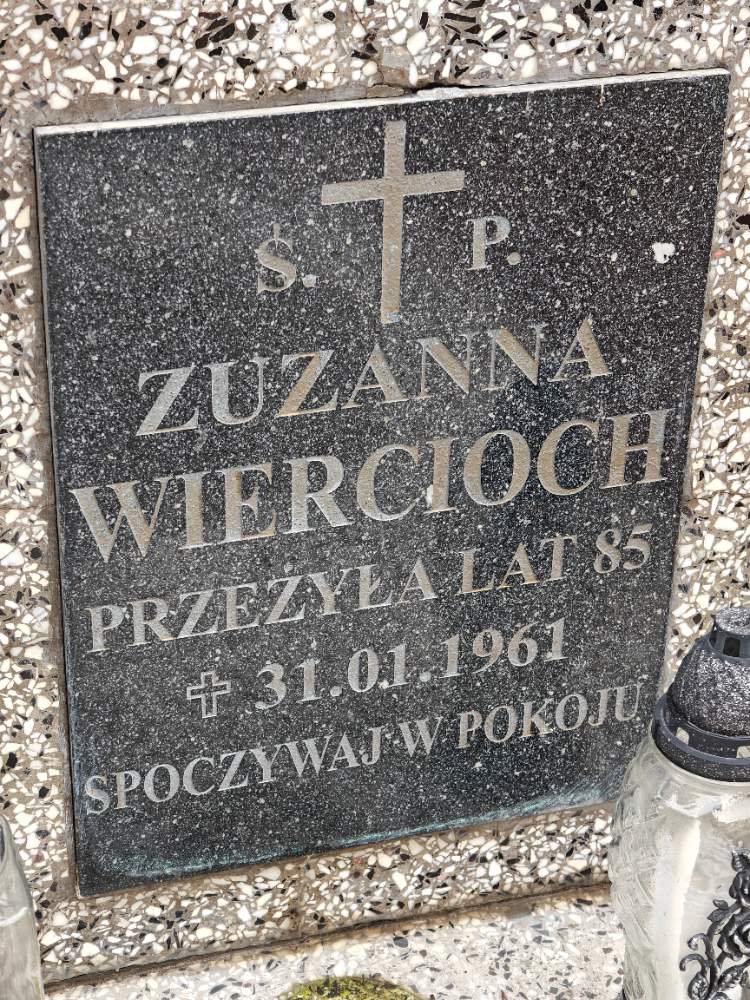 Ś. P.
ZUZANNA
WIERCIOCH
PRZEŻYŁA LAT 85
31.01.1961
SPOCZYWAJ W POKOJU